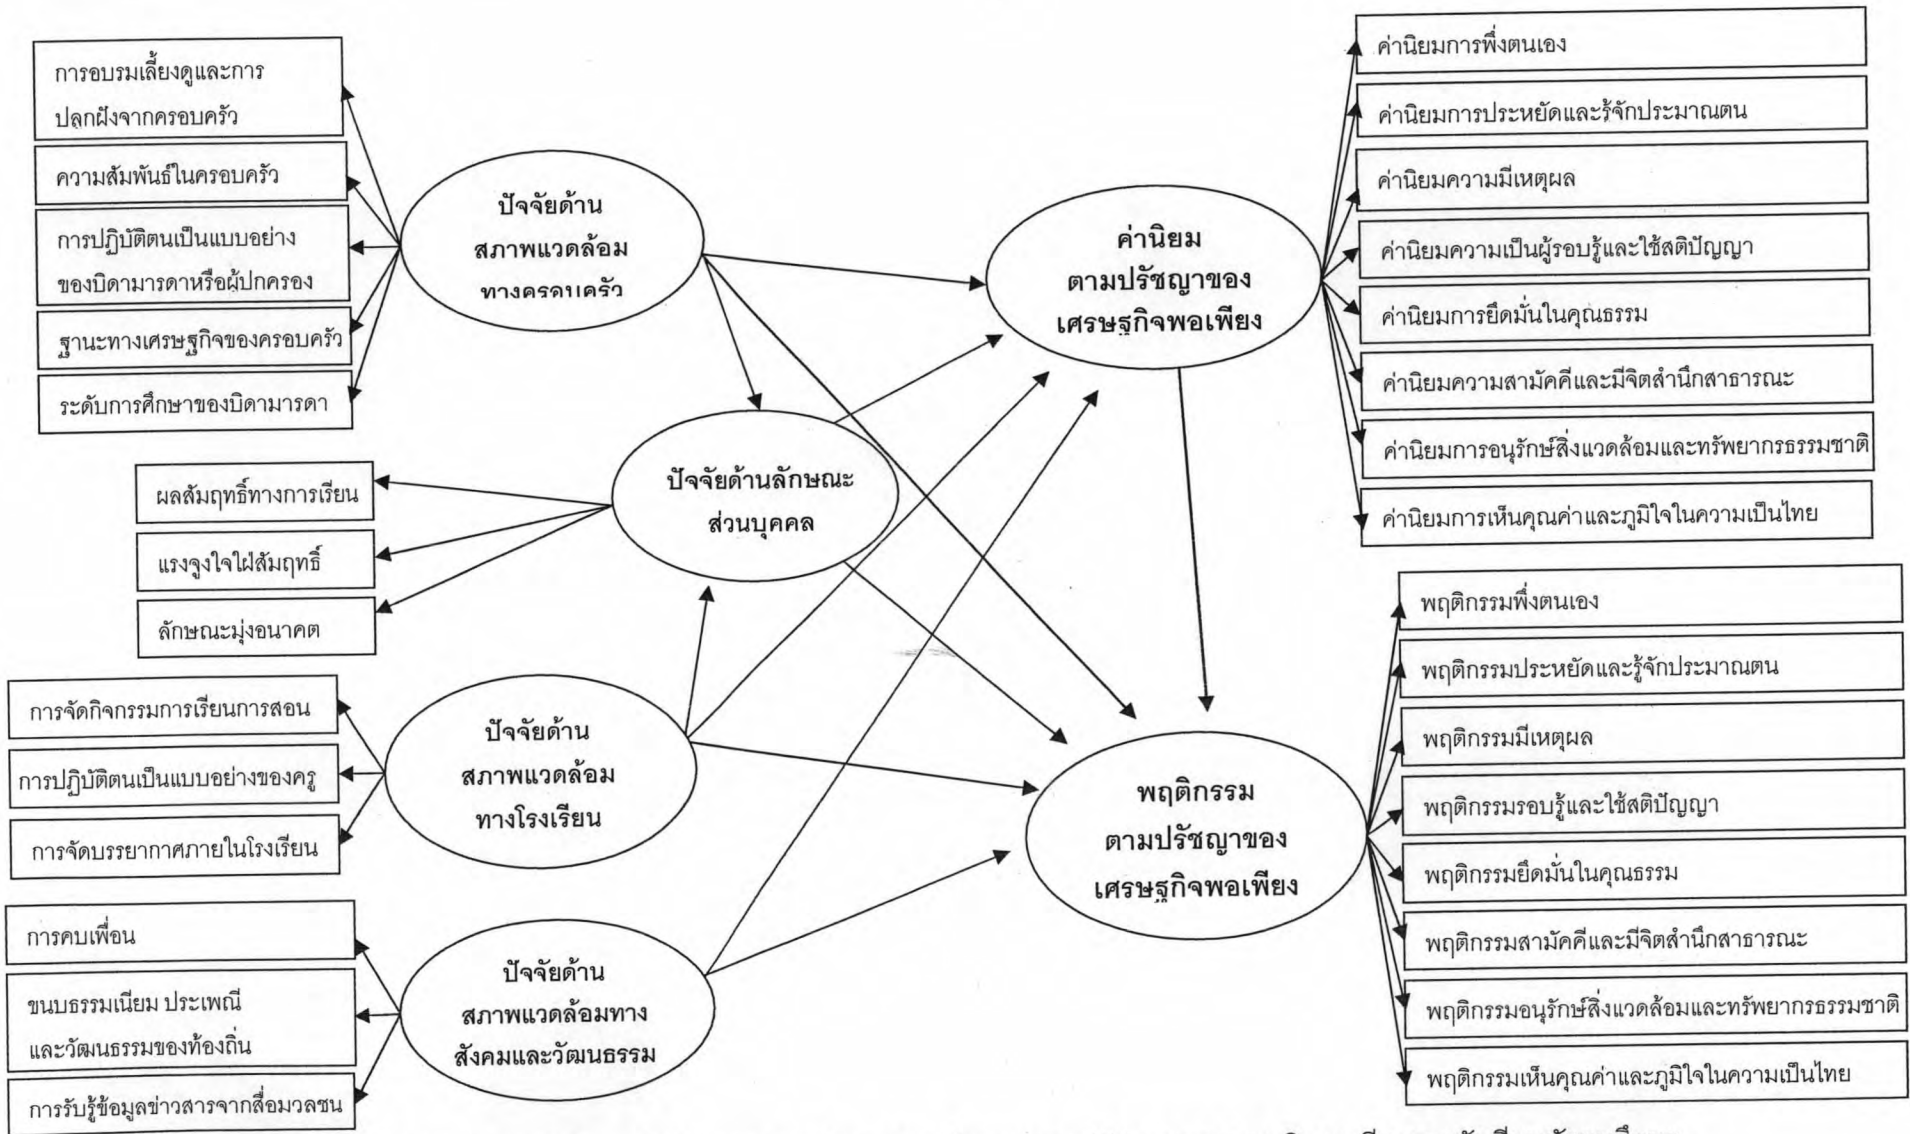 การอบรมเลี้ยงดูและการ
ปลูกฝังจากครอบครัว
ความสัมพันธ์ในครอบครัว
การปฏิบัติตนเป็นแบบอย่าง
ของบิดามารดาหรือผู้ปกครอง
ฐานะทางเศรษฐกิจของครอบครัว
ระดับการศึกษาของบิดามารดา
ปัจจัยด้าน
สภาพแวดล้อม
ทางครอบครัว
ผลสัมฤทธิ์ทางการเรียน
แรงจูงใจใฝ่สัมฤทธิ์
ลักษณะมุ่งอนาคต
ปัจจัยด้านลักษณะ
ส่วนบุคคล
การจัดกิจกรรมการเรียนการสอน
การปฏิบัติตนเป็นแบบอย่างของครู
การจัดบรรยากาศภายในโรงเรียน
ปัจจัยด้าน
สภาพแวดล้อม
ทางโรงเรียน
การคบเพื่อน
ขนบธรรมเนียม ประเพณี
และวัฒนธรรมของท้องถิ่น
การรับรู้ข้อมูลข่าวสารจากสื่อมวลชน
ปัจจัยด้าน
สภาพแวดล้อมทาง
สังคมและวัฒนธรรม
ค่านิยม
ตามปรัชญาของ
เศรษฐกิจพอเพียง
ค่านิยมการพึ่งตนเอง
ค่านิยมการประหยัดและรู้จักประมาณตน
ค่านิยมความมีเหตุผล
ค่านิยมความเป็นผู้รอบรู้และใช้สติปัญญา
ค่านิยมการยึดมั่นในคุณธรรม
ค่านิยมความสามัคคีและมีจิตสำนึกสาธารณะ
ค่านิยมการอนุรักษ์สิ่งแวดล้อมและทรัพยากรธรรมชาติ
ค่านิยมการเห็นคุณค่าและภูมิใจในความเป็นไทย
พฤติกรรม
ตามปรัชญาของ
เศรษฐกิจพอเพียง
พฤติกรรมพึ่งตนเอง
พฤติกรรมประหยัดและรู้จักประมาณตน
พฤติกรรมมีเหตุผล
พฤติกรรมรอบรู้และใช้สติปัญญา
พฤติกรรมยึดมั่นในคุณธรรม
พฤติกรรมสามัคคีและมีจิตสำนึกสาธารณะ
พฤติกรรมอนุรักษ์สิ่งแวดล้อมและทรัพยากรธรรมชาติ
พฤติกรรมเห็นคุณค่าและภูมิใจในความเป็นไทย